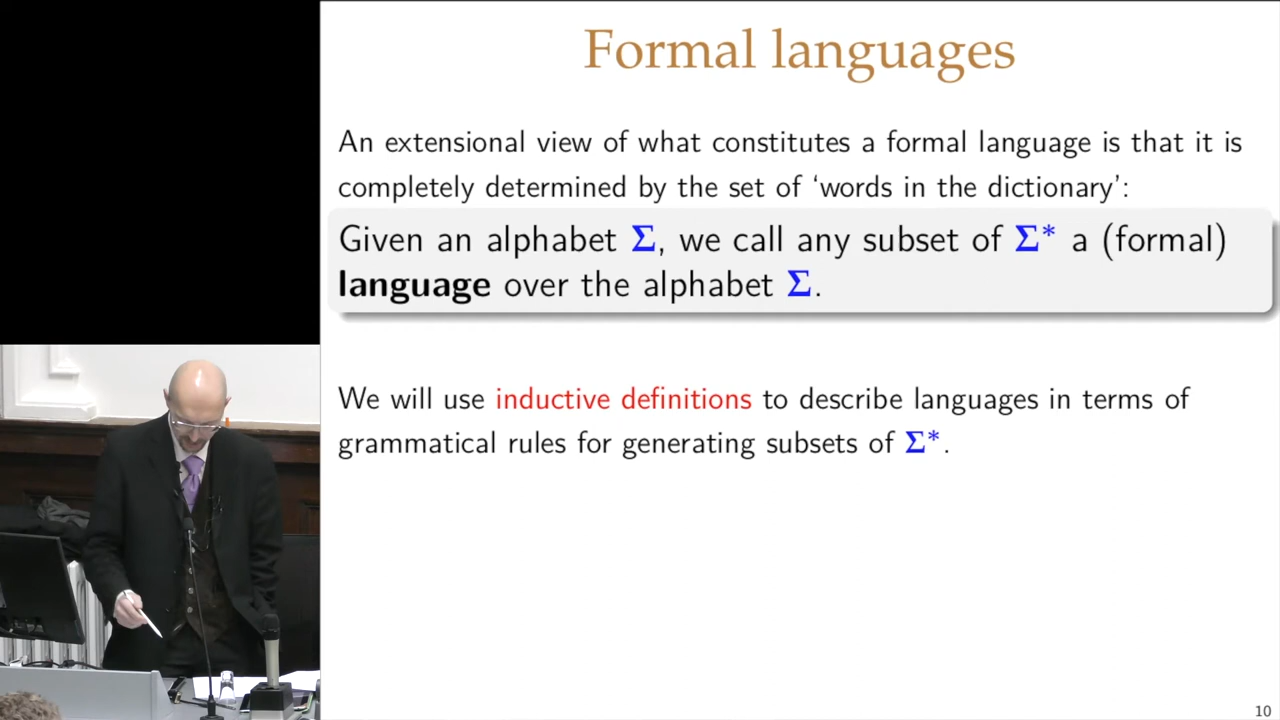 Formal languages
An extensional view of what constitutes a formal language is that it is
completely determined by the set of ‘words in the dictionary’:
Given an alphabet Σ, we call any subset of Σ* a (formal)
language over the alphabet Σ.
We will use inductive definitions to describe languages in terms of
grammatical rules for generating subsets of Σ*.
10